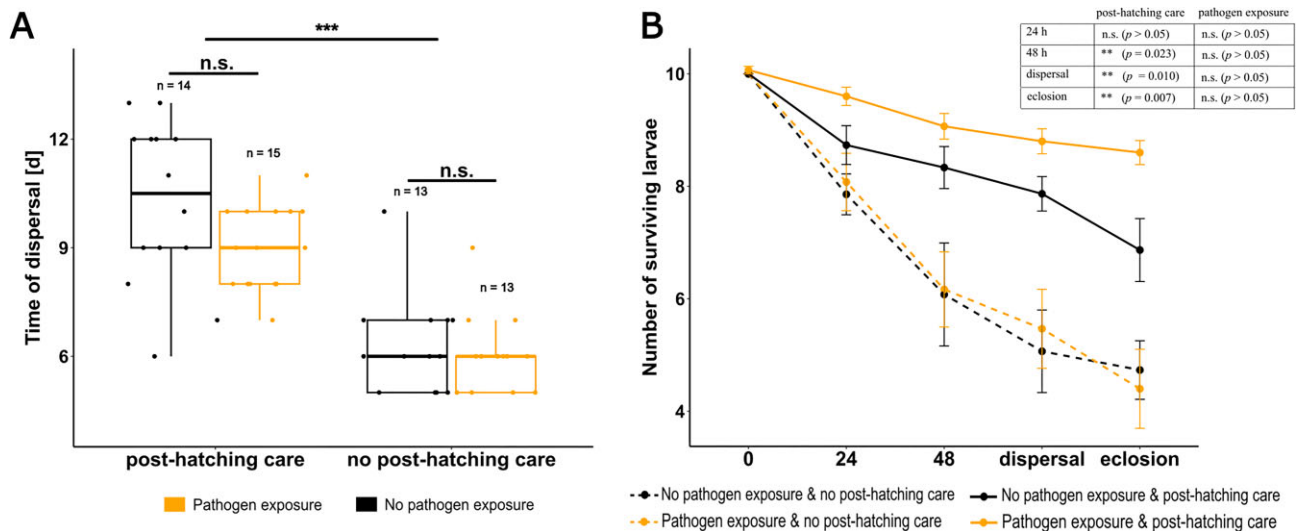 A
***
n.s.
n = 14
n = 15
n.s.
n = 13
n = 13
Time of dispersal [d]
12
9
6
post-hatching care
no post-hatching care
Pathogen exposure
No pathogen exposure
B
post-hatching care pathogen exposure
24 h n.s. (p > 0.05) n.s. (p > 0.05)
48 h ** (p = 0.023) n.s. (p > 0.05)
dispersal ** (p = 0.010) n.s. (p > 0.05)
eclosion ** (p = 0.007) n.s. (p > 0.05)
Number of surviving larvae
10
8
6
4
0 24 48 dispersal eclosion
No pathogen exposure & no post-hatching care
No pathogen exposure & post-hatching care
Pathogen exposure & no post-hatching care
Pathogen exposure & post-hatching care